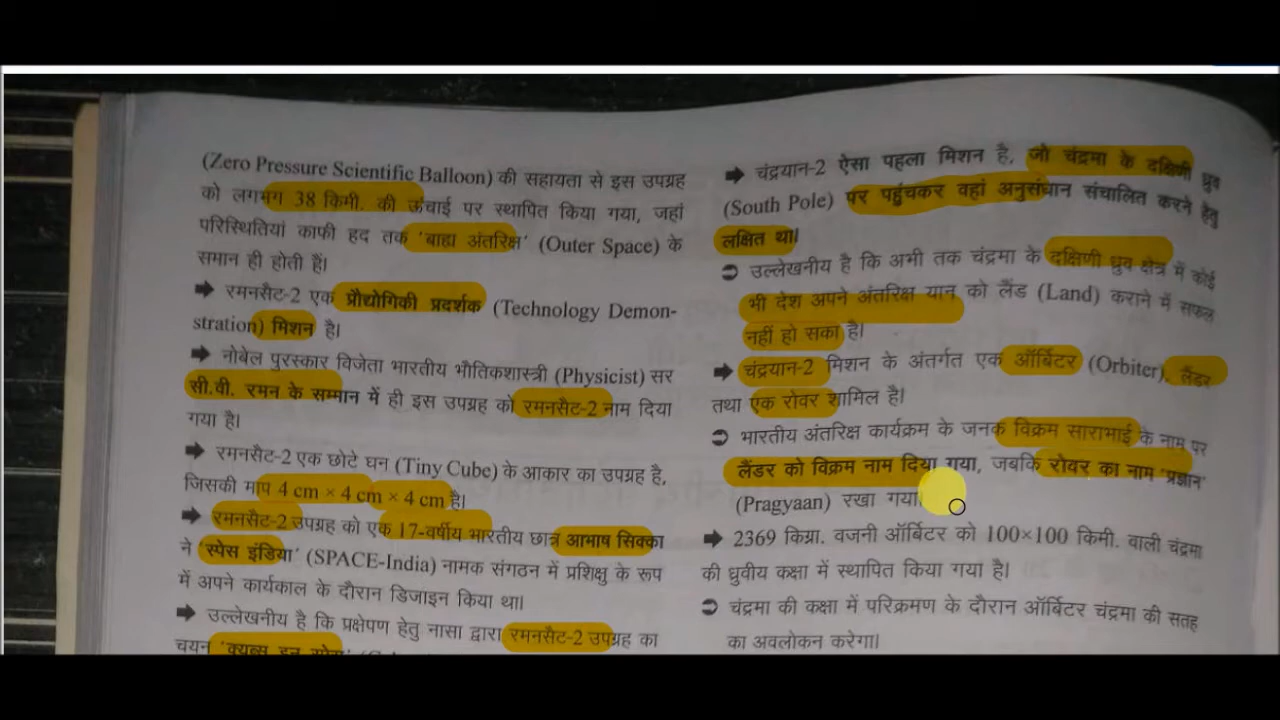 (Zero Pressure Scientific Balloon) की सहायता से इस उपग्रह
को लगभग 38 किमी. की ऊंचाई पर स्थापित किया गया, जहां
परिस्थितियां काफी हद तक 'बाह्य अंतरिक्ष' (Outer Space) के
समान ही होती हैं।
➡ रमनसैट-2 एक प्रौद्योगिकी प्रदर्शक (Technology Demon-
stration) मिशन है।
➡ नोबेल पुरस्कार विजेता भारतीय भौतिकशास्त्री (Physicist) सर
सी.वी. रमन के सम्मान में ही इस उपग्रह को रमनसैट-2 नाम दिया
गया है।
➡ रमनसैट-2 एक छोटे घन (Tiny Cube) के आकार का उपग्रह है,
जिसकी माप 4 cm × 4 cm × 4 cm है।
➡ रमनसैट-2 उपग्रह को एक 17-वर्षीय भारतीय छात्र आभाष सिक्का
ने 'स्पेस इंडिया' (SPACE-India) नामक संगठन में प्रशिक्षु के रूप
में अपने कार्यकाल के दौरान डिजाइन किया था।
➡ उल्लेखनीय है कि प्रक्षेपण हेतु नासा द्वारा रमनसैट-2 उपग्रह का
चयन 'क्यूब्स इन स्पेस'
➡ चंद्रयान-2 ऐसा पहला मिशन है, जो चंद्रमा के दक्षिणी ध्रुव
(South Pole) पर पहुंचकर वहां अनुसंधान संचालित करने हेतु
लक्षित था।
➲ उल्लेखनीय है कि अभी तक चंद्रमा के दक्षिणी ध्रुव क्षेत्र में कोई
भी देश अपने अंतरिक्ष यान को लैंड (Land) कराने में सफल
नहीं हो सका है।
➡ चंद्रयान-2 मिशन के अंतर्गत एक ऑर्बिटर (Orbiter), लैंडर
तथा एक रोवर शामिल है।
➲ भारतीय अंतरिक्ष कार्यक्रम के जनक विक्रम साराभाई के नाम पर
लैंडर को विक्रम नाम दिया गया, जबकि रोवर का नाम 'प्रज्ञान'
(Pragyaan) रखा गया।
➡ 2369 किग्रा. वजनी ऑर्बिटर को 100×100 किमी. वाली चंद्रमा
की ध्रुवीय कक्षा में स्थापित किया गया है।
➲ चंद्रमा की कक्षा में परिक्रमण के दौरान ऑर्बिटर चंद्रमा की सतह
का अवलोकन करेगा।